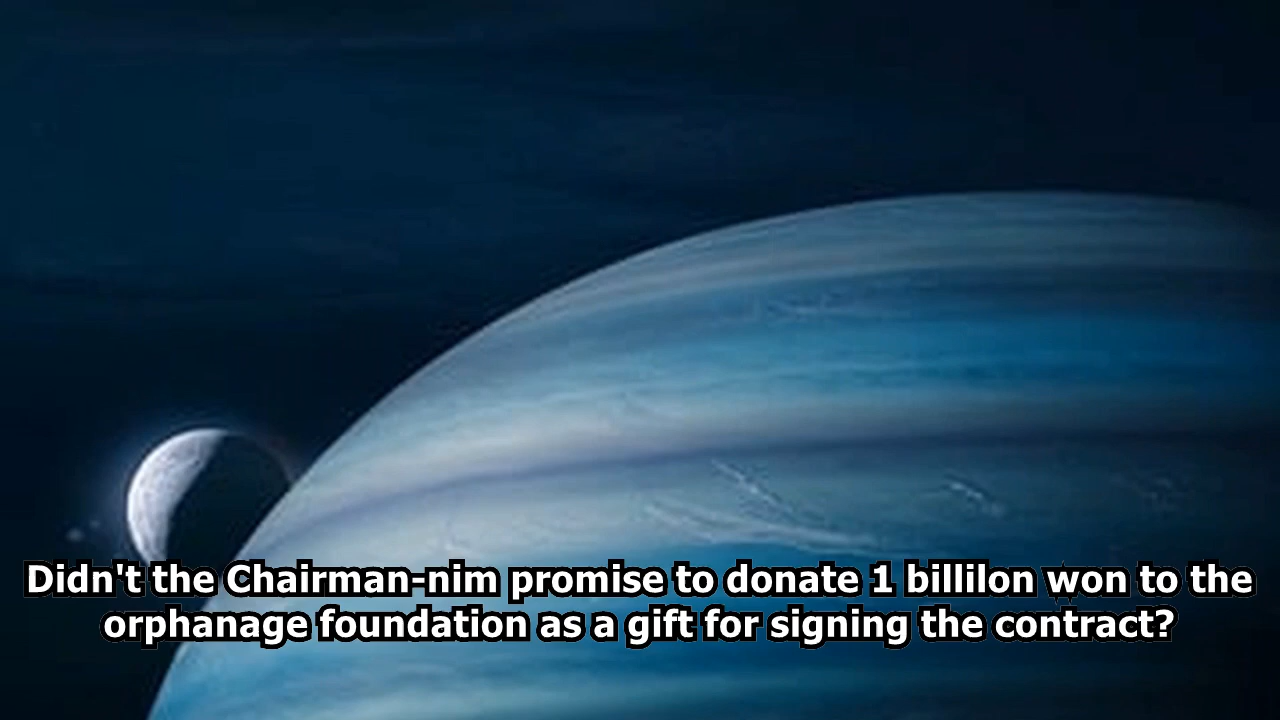 Didn't the Chairman-nim promise to donate 1 billilon won to the
orphanage foundation as a gift for signing the contract?